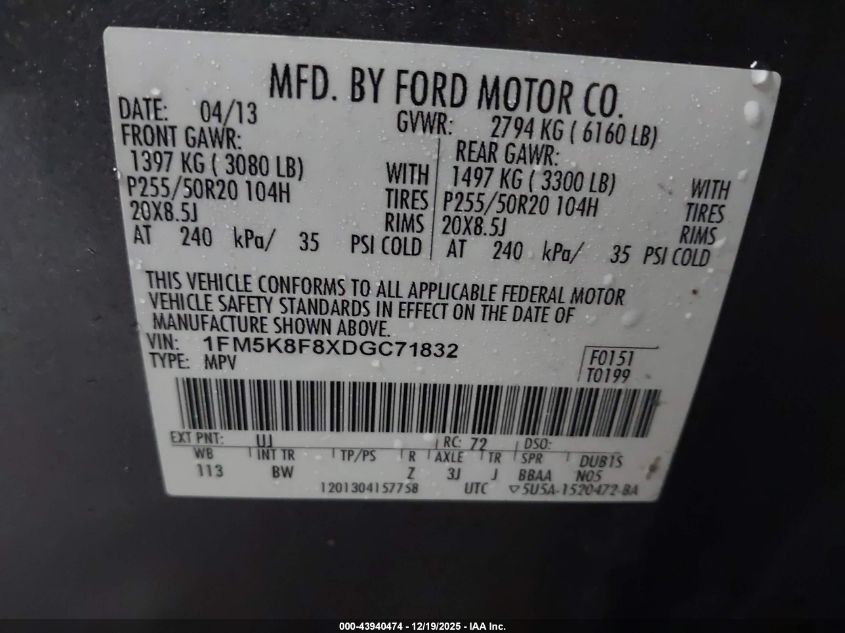 MFD. BY FORD MOTOR CO.
DATE: 04/13 GVWR: 2794 KG ( 6160 LB)
FRONT GAWR: REAR GAWR:
1397 KG ( 3080 LB) WITH 1497 KG ( 3300 LB) WITH
P255/50R20 104H TIRES P255/50R20 104H TIRES
20X8.5J RIMS 20X8.5J RIMS
AT 240 kPa/ 35 PSI COLD AT 240 kPa/ 35 PSI COLD
THIS VEHICLE CONFORMS TO ALL APPLICABLE FEDERAL MOTOR
VEHICLE SAFETY STANDARDS IN EFFECT ON THE DATE OF
MANUFACTURE SHOWN ABOVE.
VIN: 1FM5K8F8XDGC71832
TYPE: MPV
F0151
T0199
EXT PNT: UJ RC: 72 DSO:
WB INT TR TP/PS R AXLE TR SPR DUB1S
113 BW Z 3J J BBAA N05
1201304157758 UTC ▽5U5A-1520472-BA
000-43940474 - 12/19/2025 - IAA Inc.